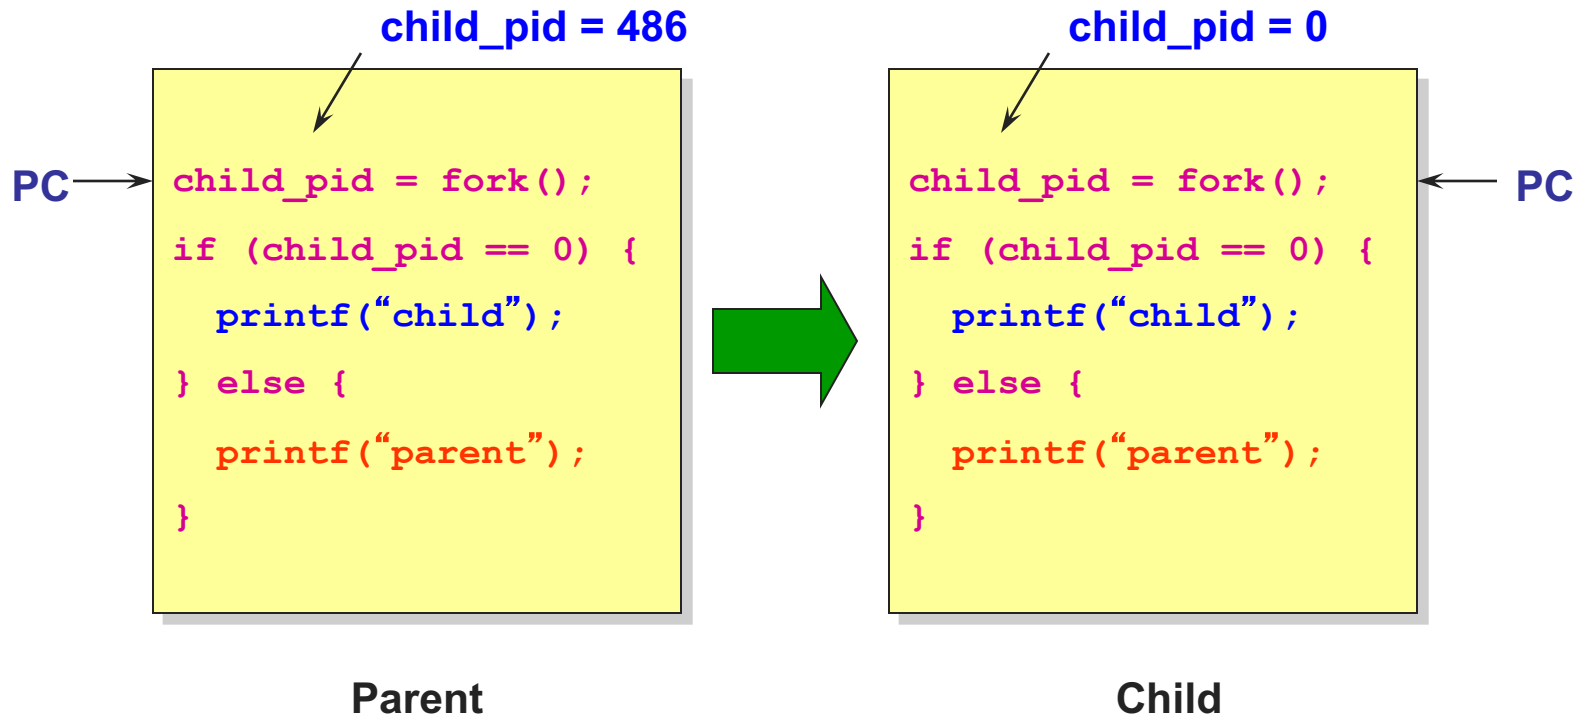 child_pid = 486
PC
child_pid = fork();
if (child_pid == 0) {
  printf(“child”);
} else {
  printf(“parent”);
}
Parent
child_pid = 0
child_pid = fork();
if (child_pid == 0) {
  printf(“child”);
} else {
  printf(“parent”);
}
PC
Child